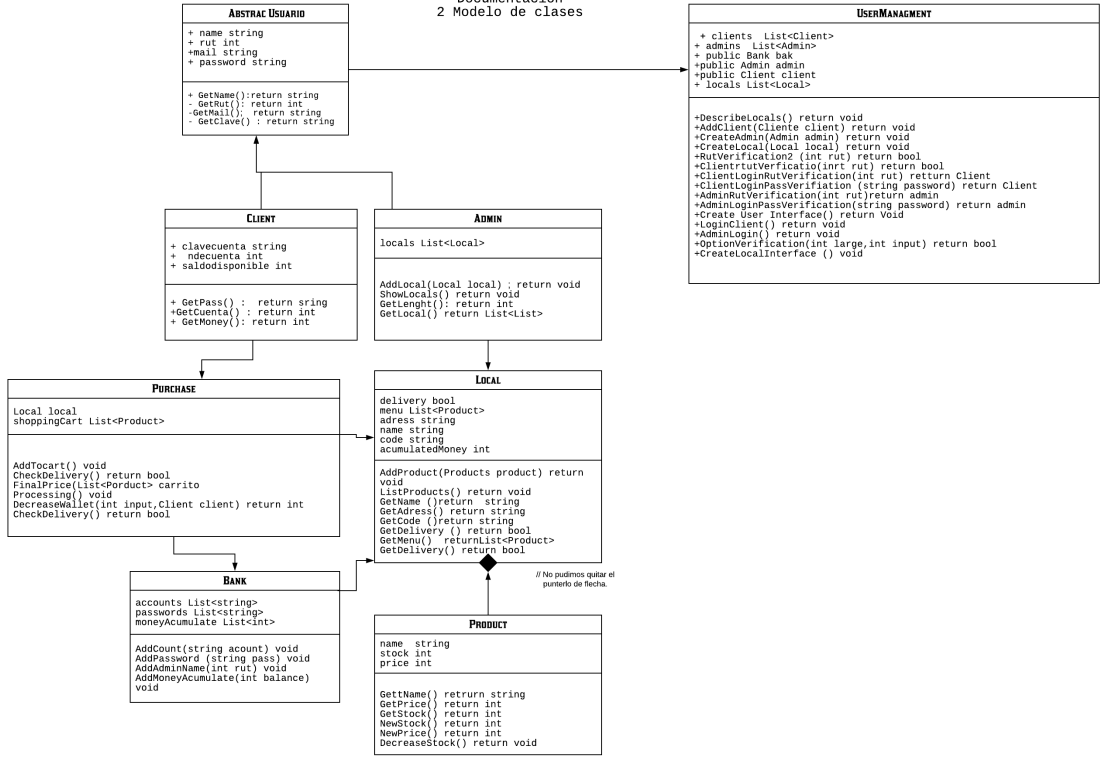 Documentación
2 Modelo de clases
Abstrac Usuario
+ name string
+ rut int
+mail string
+ password string
+ GetName():return string
- GetRut(): return int
-GetMail(); return string
- GetClave() : return string
UserManagment
+ clients List<Client>
+ admins List<Admin>
+ public Bank bak
+public Admin admin
+public Client client
+ locals List<Local>
+DescribeLocals() return void
+AddClient(Cliente client) return void
+CreateAdmin(Admin admin) return void
+CreateLocal(Local local) return void
+RutVerification2 (int rut) return bool
+ClientrtutVerficatio(inrt rut) return bool
+ClientLoginRutVerification(int rut) retturn Client
+ClientLoginPassVerifiation (string password) return Client
+AdminRutVerification(int rut)return admin
+AdminLoginPassVerification(string password) return admin
+Create User Interface() return Void
+LoginClient() return void
+AdminLogin() return void
+OptionVerification(int large,int input) return bool
+CreateLocalInterface () void
Client
+ clavecuenta string
+ ndecuenta int
+ saldodisponible int
+ GetPass() : return sring
+GetCuenta() : return int
+ GetMoney(): return int
Admin
locals List<Local>
AddLocal(Local local) ; return void
ShowLocals() return void
GetLenght(): return int
GetLocal() return List<List>
Purchase
Local local
shoppingCart List<Product>
AddTocart() void
CheckDelivery() return bool
FinalPrice(List<Porduct> carrito
Processing() void
DecreaseWallet(int input,Client client) return int
CheckDelivery() return bool
Local
delivery bool
menu List<Product>
adress string
name string
code string
acumulatedMoney int
AddProduct(Products product) return
void
ListProducts() return void
GetName ()return string
GetAdress() return string
GetCode ()return string
GetDelivery () return bool
GetMenu() returnList<Product>
GetDelivery() return bool
// No pudimos quitar el
punterlo de flecha.
Bank
accounts List<string>
passwords List<string>
moneyAcumulate List<int>
AddCount(string acount) void
AddPassword (string pass) void
AddAdminName(int rut) void
AddMoneyAcumulate(int balance)
void
Product
name string
stock int
price int
GettName() retrurn string
GetPrice() return int
GetStock() return int
NewStock() return int
NewPrice() return int
DecreaseStock() return void